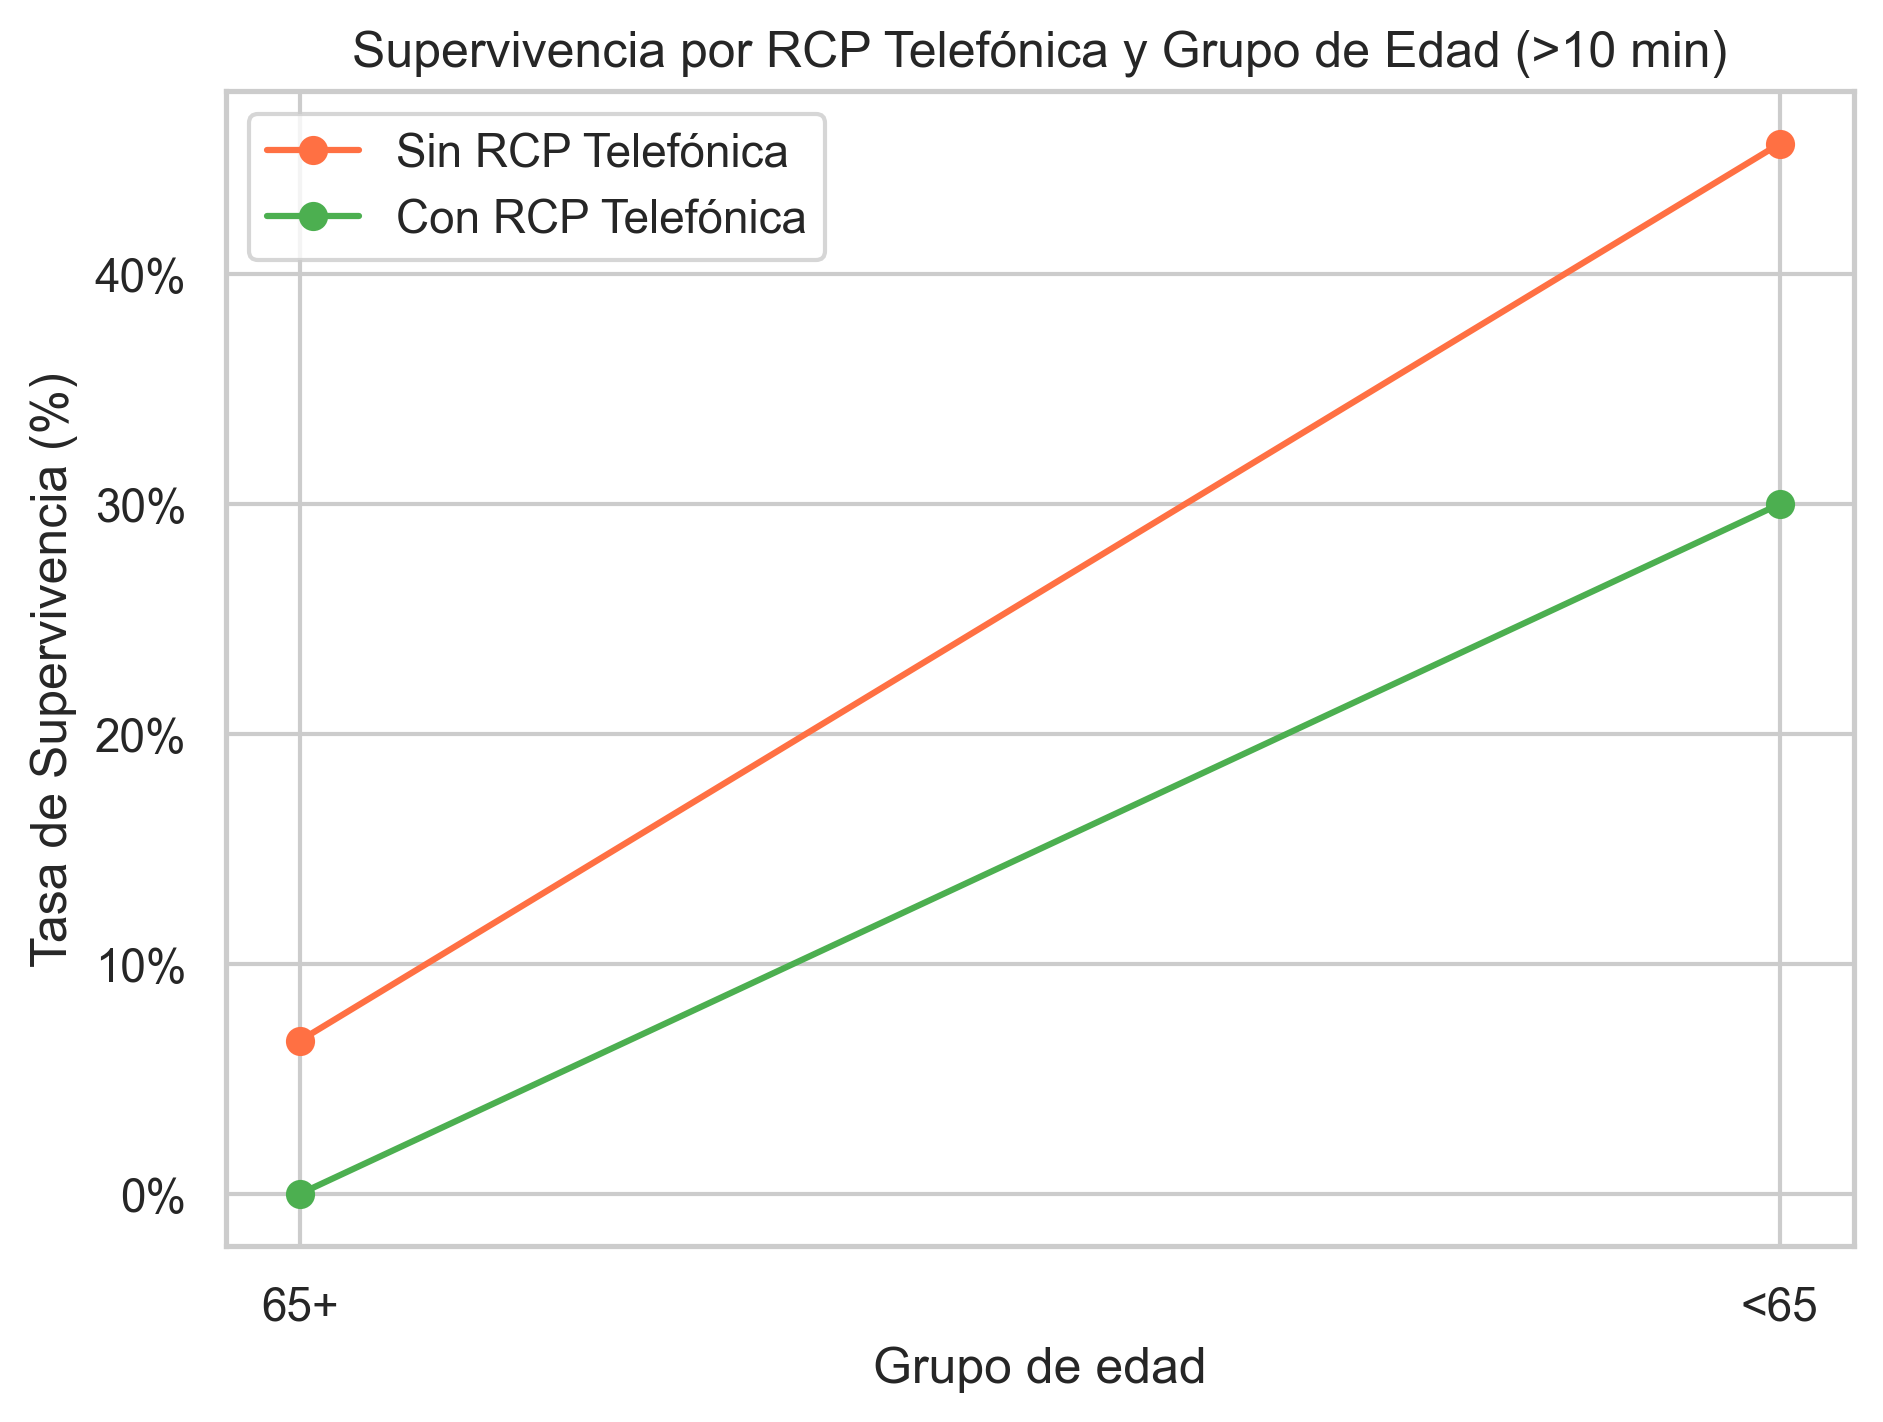 Supervivencia por RCP Telefónica y Grupo de Edad (>10 min)
Sin RCP Telefónica
Con RCP Telefónica
Tasa de Supervivencia (%)
40%
30%
20%
10%
0%
65+
<65
Grupo de edad